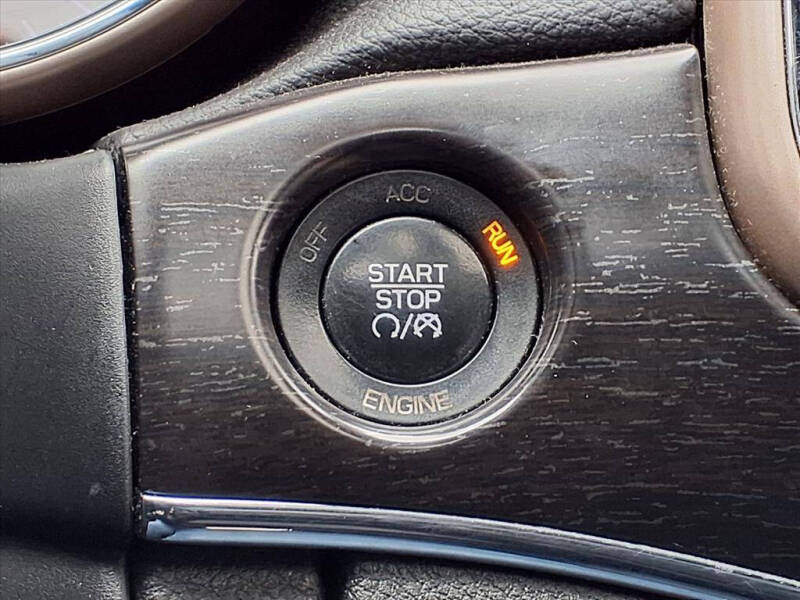 ACC
OFF
RUN
START
STOP
ENGINE